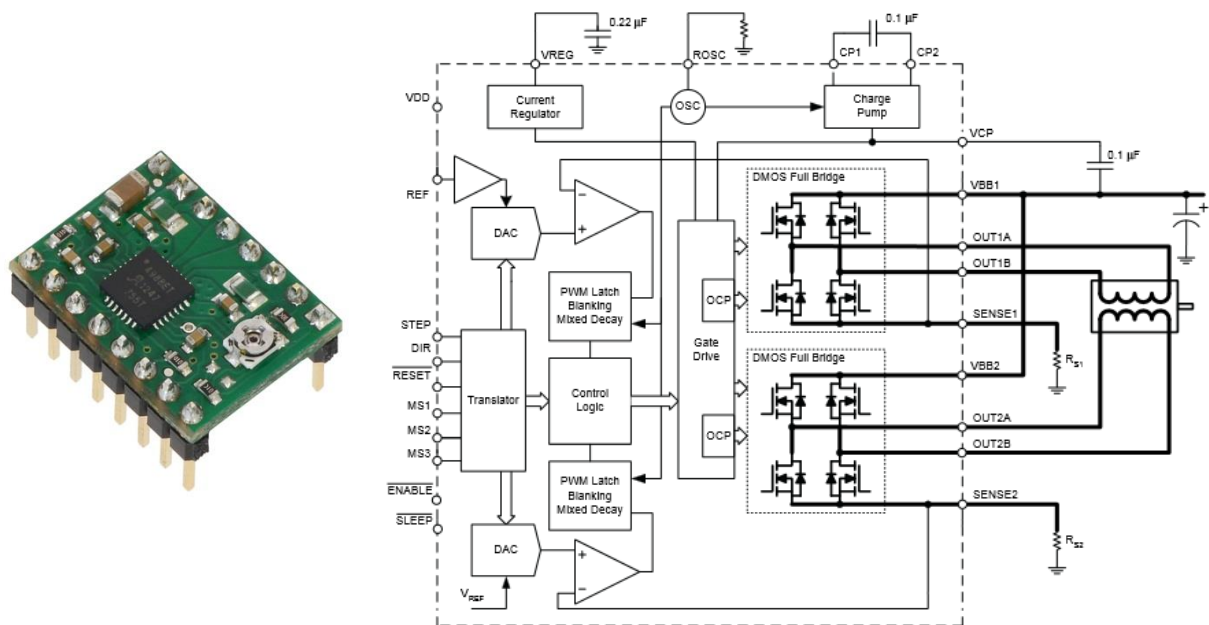 0.22 µF
0.1 µF
VREG
ROSC
CP1
CP2
VDD
Current
Regulator
OSC
Charge
Pump
VCP
0.1 µF
REF
DMOS Full Bridge
VBB1
DAC
−
+
+
OUT1A
OUT1B
PWM Latch
Blanking
Mixed Decay
OCP
SENSE1
STEP
DIR
RESET
MS1
MS2
MS3
Translator
Control
Logic
Gate
Drive
DMOS Full Bridge
RS1
VBB2
OCP
OUT2A
OUT2B
PWM Latch
Blanking
Mixed Decay
ENABLE
SLEEP
SENSE2
DAC
+
−
RS2
VREF